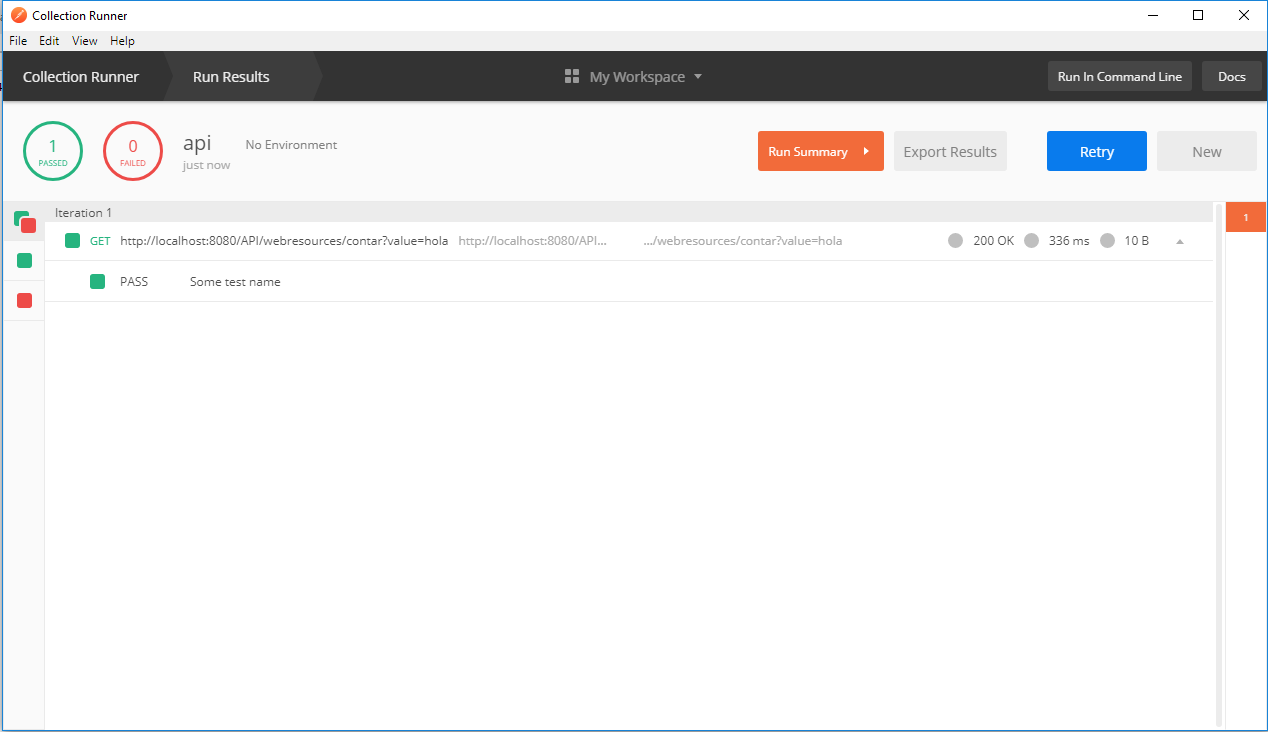 Collection Runner
File Edit View Help
Collection Runner Run Results My Workspace Run In Command Line Docs
1 PASSED
0 FAILED
api No Environment
just now
Run Summary Export Results Retry New
Iteration 1
1
GET http://localhost:8080/API/webresources/contar?value=hola http://localhost:8080/API... .../webresources/contar?value=hola 200 OK 336 ms 10 B
PASS Some test name